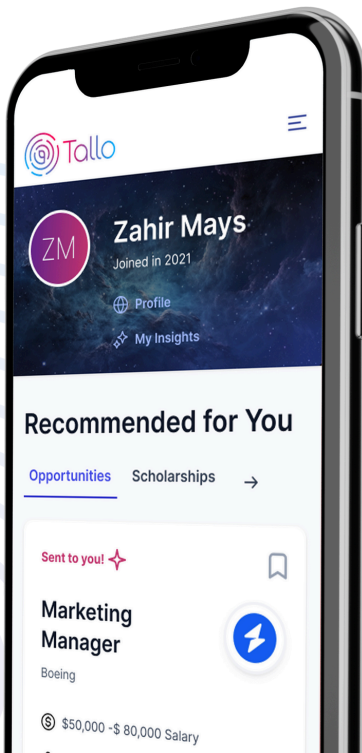 Tallo
ZM
Zahir Mays
Joined in 2021
Profile
My Insights
Recommended for You
Opportunities Scholarships →
Sent to you!
Marketing
Manager
Boeing
$50,000 -$ 80,000 Salary